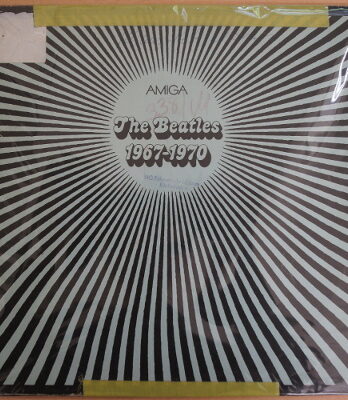 AMIGA
The Beatles
1967-1970